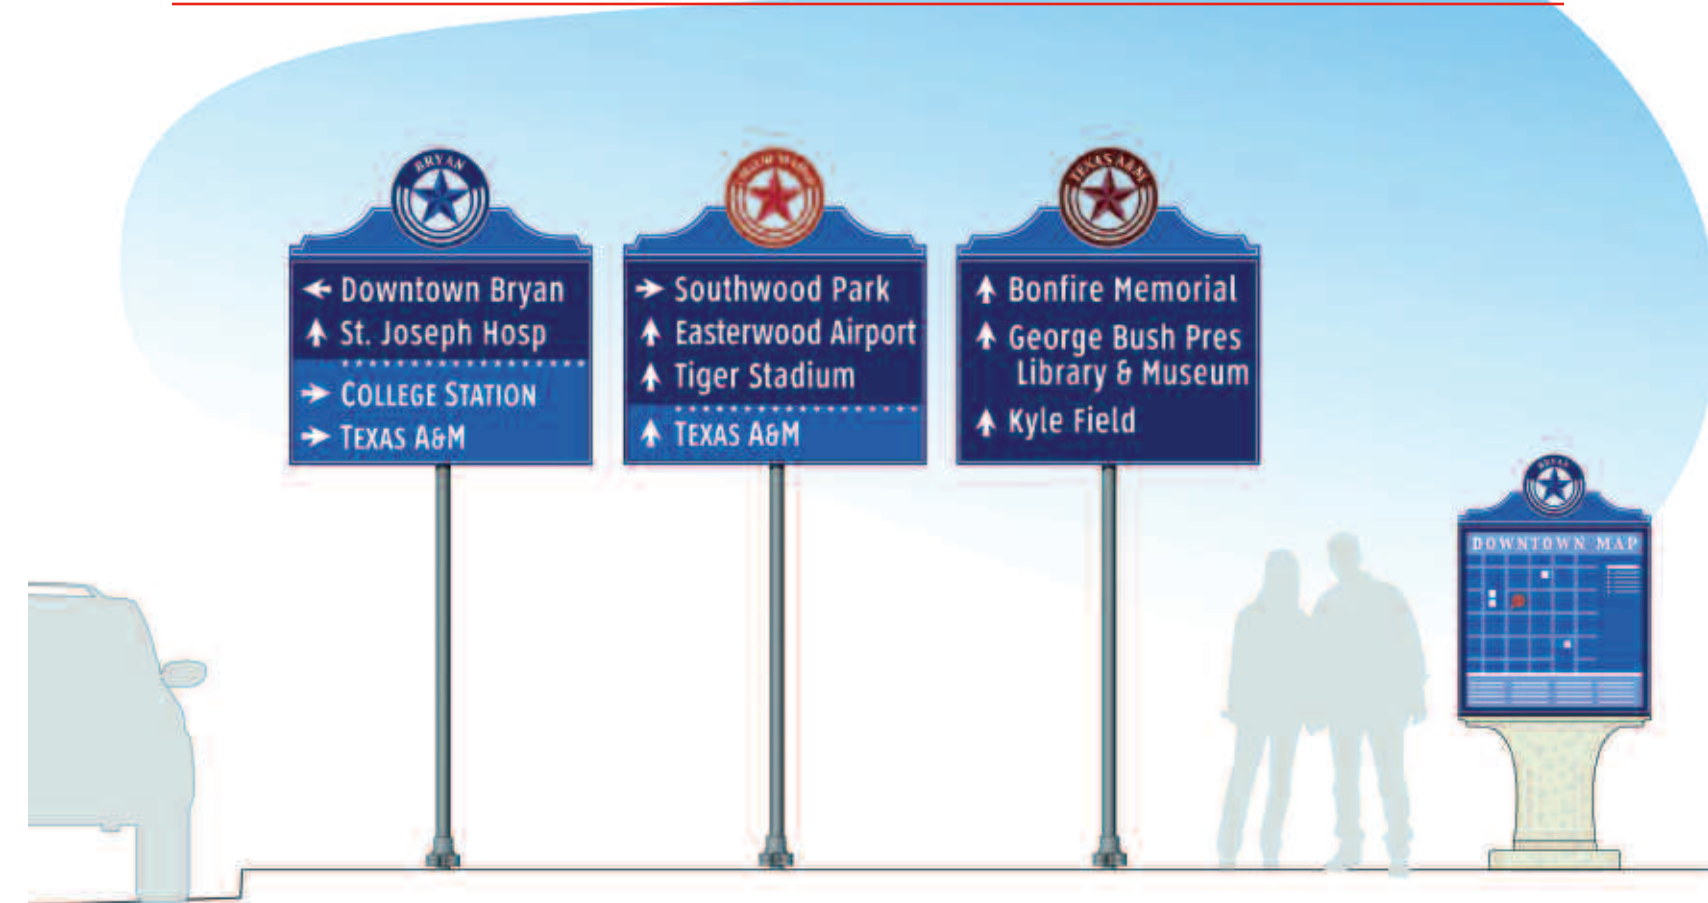 BRYAN
Downtown Bryan
St. Joseph Hosp
COLLEGE STATION
TEXAS A&M
Southwood Park
Easterwood Airport
Tiger Stadium
TEXAS A&M
TEXAS A&M
Bonfire Memorial
George Bush Pres
Library & Museum
Kyle Field
BRYAN
DOWNTOWN MAP